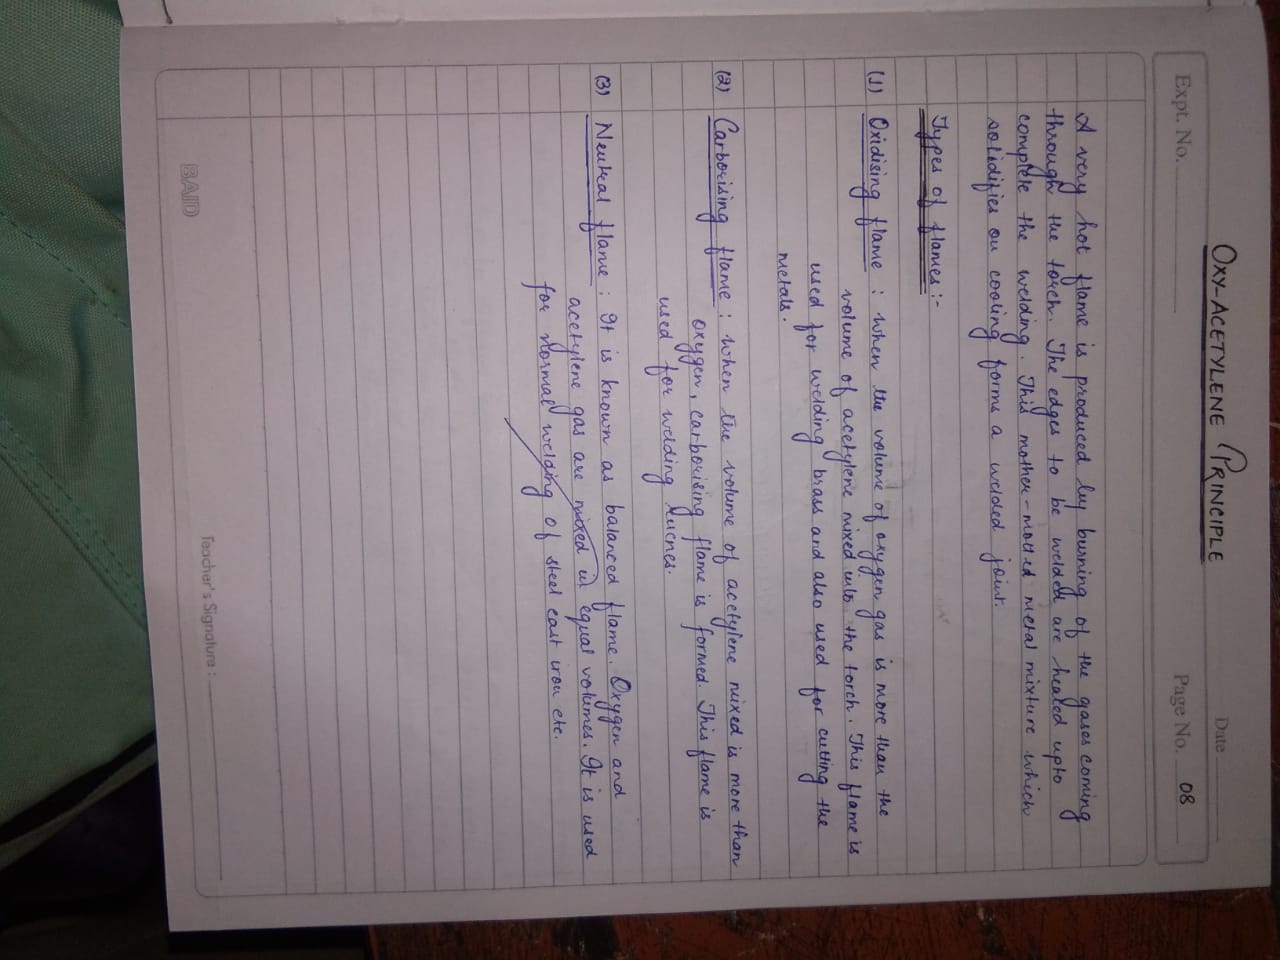 Date
OXY-ACETYLENE PRINCIPLE
Expt. No.
Page No. 08
A very hot flame is produced by burning of the gases coming
through the torch. The edges to be welded are heated upto
complete the welding. This mother-molted metal mixture which
solidifies on cooling forms a welded joint.
Types of flames :-
(1) Oxidising flame : When the volume of oxygen gas is more than the
volume of acetylene mixed into the torch. This flame is
used for welding brass and also used for cutting the
metals.
(2) Carborising flame : When the volume of acetylene mixed is more than
oxygen, carborising flame is formed. This flame is
used for welding
(3) Neutral flame : It is known as balanced flame. Oxygen and
acetylene gas are mixed in equal volumes. It is used
for normal welding of steel cast iron etc.
Teacher's Signature :
BAID